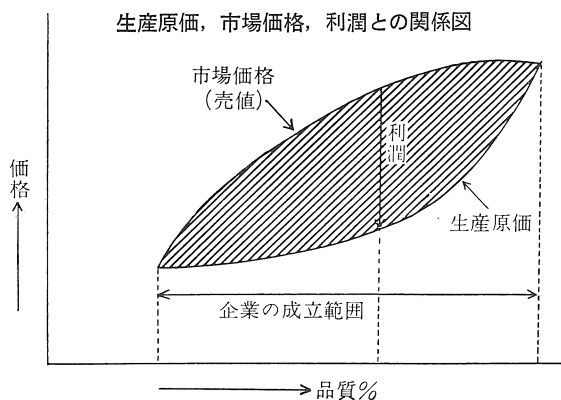 生産原価，市場価格，利潤との関係図
市場価格
（売値）
利潤
価格
生産原価
企業の成立範囲
品質%